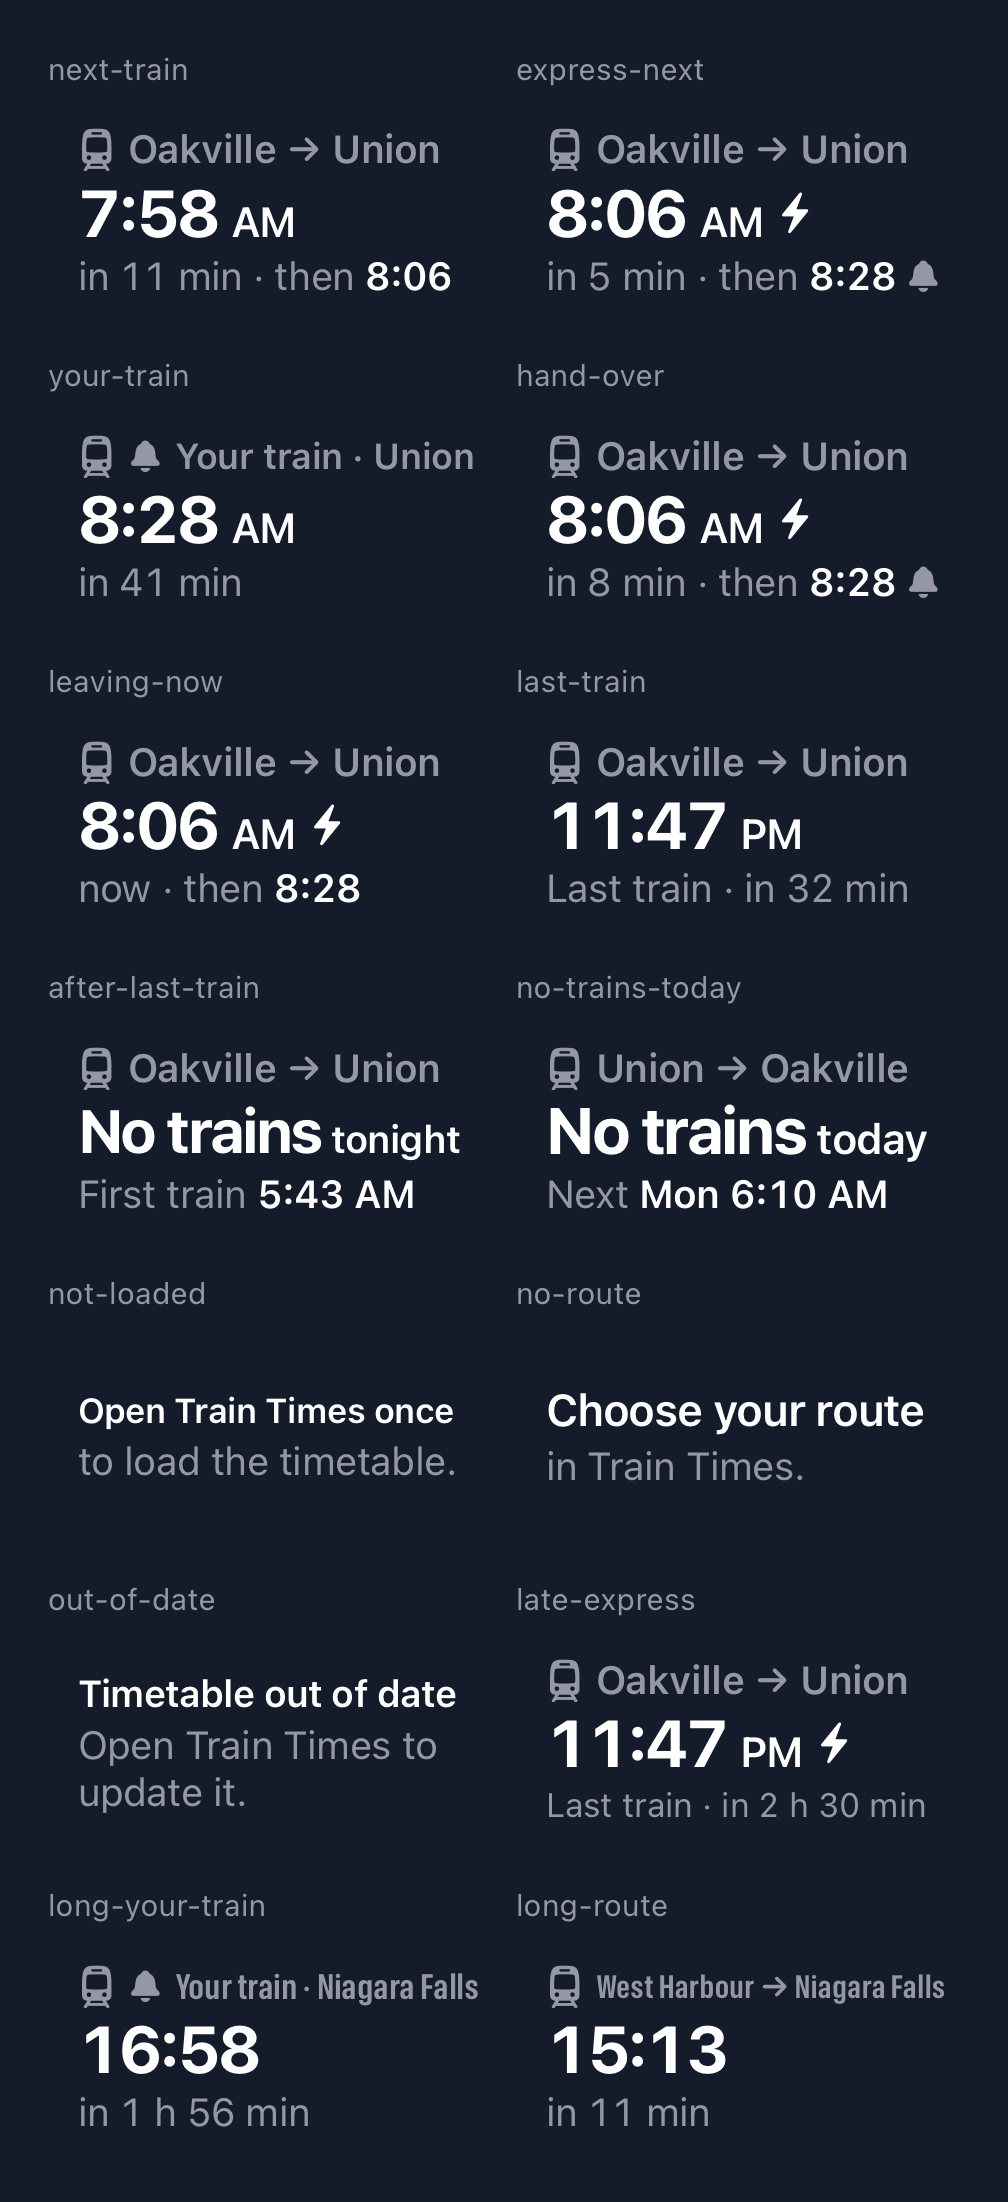 next-train
Oakville → Union
7:58 AM
in 11 min · then 8:06
express-next
Oakville → Union
8:06 AM
in 5 min · then 8:28
your-train
Your train · Union
8:28 AM
in 41 min
hand-over
Oakville → Union
8:06 AM
in 8 min · then 8:28
leaving-now
Oakville → Union
8:06 AM
now · then 8:28
last-train
Oakville → Union
11:47 PM
Last train · in 32 min
after-last-train
Oakville → Union
No trains tonight
First train 5:43 AM
no-trains-today
Union → Oakville
No trains today
Next Mon 6:10 AM
not-loaded
Open Train Times once
to load the timetable.
no-route
Choose your route
in Train Times.
out-of-date
Timetable out of date
Open Train Times to
update it.
late-express
Oakville → Union
11:47 PM
Last train · in 2 h 30 min
long-your-train
Your train · Niagara Falls
16:58
in 1 h 56 min
long-route
West Harbour → Niagara Falls
15:13
in 11 min